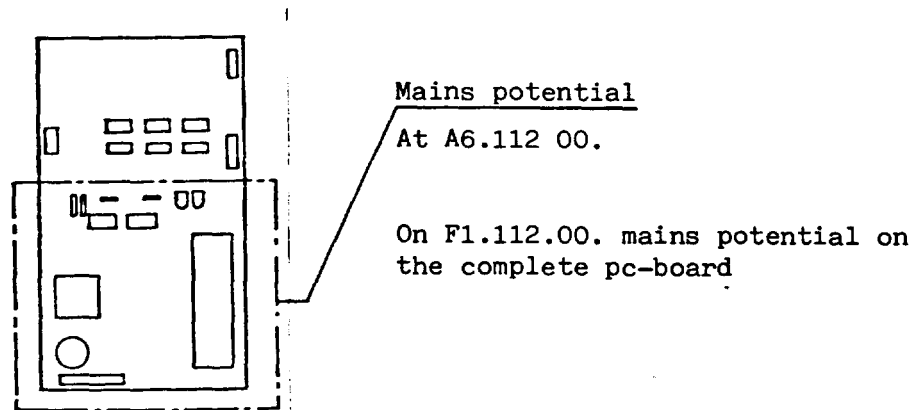 Mains potential
At A6.112 00.
On F1.112.00. mains potential on
the complete pc-board